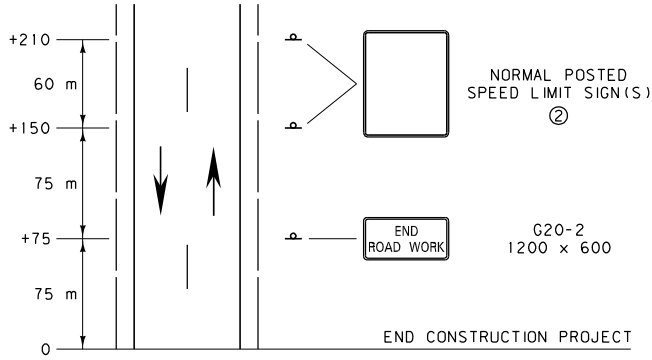 +210
60 m
+150
75 m
+75
75 m
0
NORMAL POSTED
SPEED LIMIT SIGN(S)
②
END
ROAD WORK
G20-2
1200 x 600
END CONSTRUCTION PROJECT